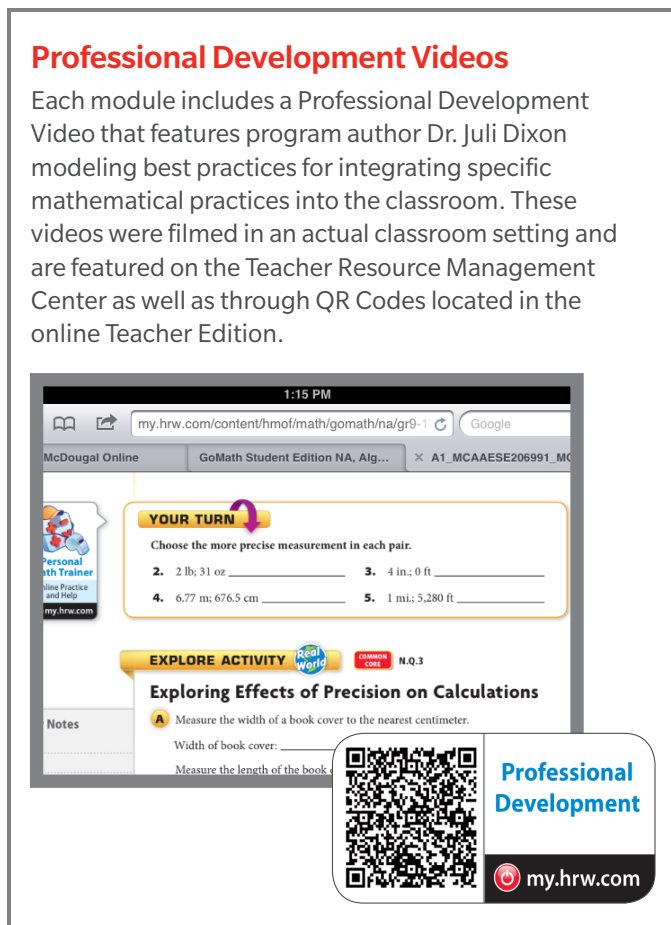 Professional Development Videos
Each module includes a Professional Development
Video that features program author Dr. Juli Dixon
modeling best practices for integrating specific
mathematical practices into the classroom. These
videos were filmed in an actual classroom setting and
are featured on the Teacher Resource Management
Center as well as through QR Codes located in the
online Teacher Edition.
1:15 PM
my.hrw.com/content/hmof/math/gomath/na/gr9-1
Google
McDougal Online
GoMath Student Edition NA, Alg...
× A1_MCAAESE206991_MC
YOUR TURN
Choose the more precise measurement in each pair.
2. 2 lb; 31 oz
3. 4 in.; 0 ft
4. 6.77 m; 676.5 cm
5. 1 mi.; 5,280 ft
Personal
ath Trainer
nline Practice
and Help
my.hrw.com
EXPLORE ACTIVITY
Real
World
COMMON
CORE
N.Q.3
Exploring Effects of Precision on Calculations
A Measure the width of a book cover to the nearest centimeter.
Notes
Width of book cover:
Measure the length of the book
Professional
Development
my.hrw.com